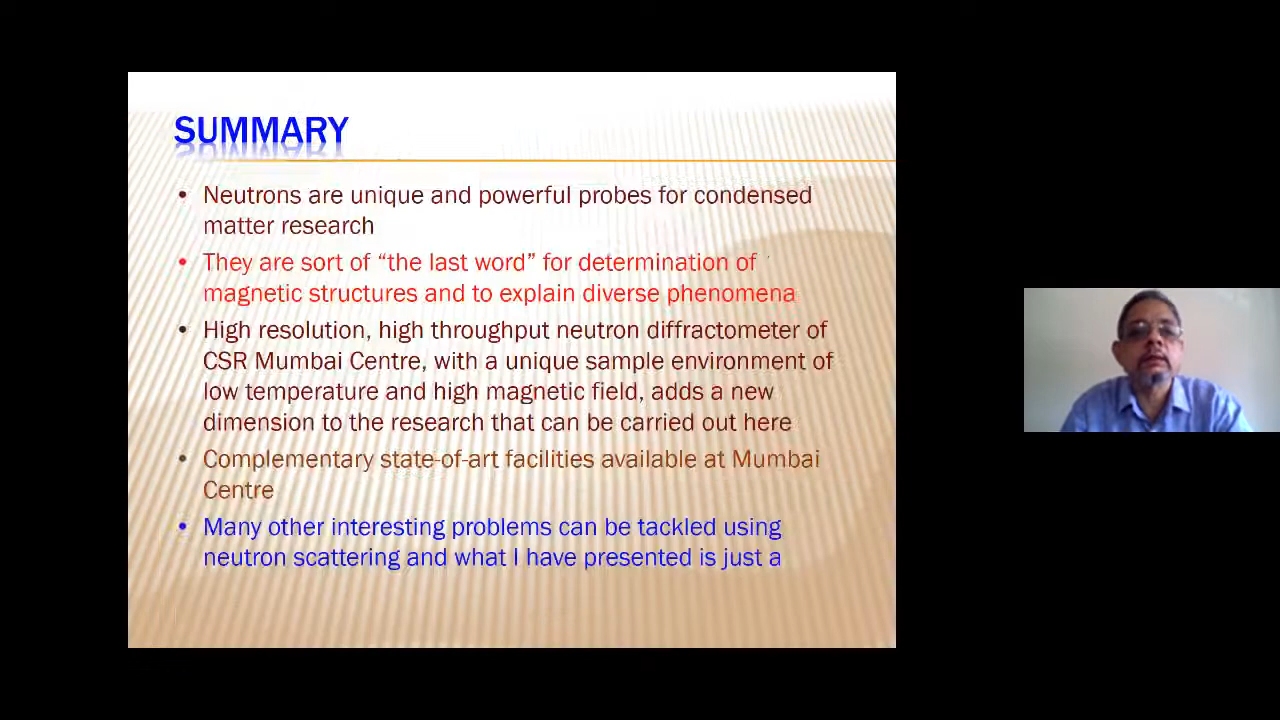 SUMMARY
• Neutrons are unique and powerful probes for condensed
matter research
• They are sort of “the last word” for determination of
magnetic structures and to explain diverse phenomena
• High resolution, high throughput neutron diffractometer of
CSR Mumbai Centre, with a unique sample environment of
low temperature and high magnetic field, adds a new
dimension to the research that can be carried out here
• Complementary state-of-art facilities available at Mumbai
Centre
• Many other interesting problems can be tackled using
neutron scattering and what I have presented is just a